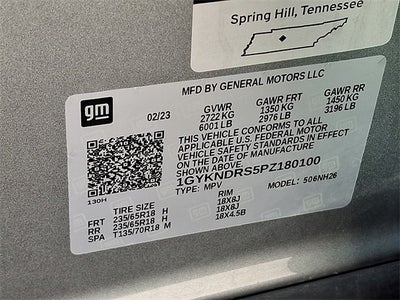 Spring Hill, Tennessee
gm
MFD BY GENERAL MOTORS LLC
02/23 GVWR GAWR FRT GAWR RR
2722 KG 1350 KG 1450 KG
6001 LB 2976 LB 3196 LB
THIS VEHICLE CONFORMS TO ALL
APPLICABLE U.S. FEDERAL MOTOR
VEHICLE SAFETY STANDARDS IN EFFECT
ON THE DATE OF MANUFACTURE
1GYKNDRS5PZ180100
TYPE: MPV MODEL: 506NH26
130H
TIRE SIZE RIM
FRT 235/65R18 H 18X8J
RR 235/65R18 H 18X8J
SPA T135/70R18 M 18X4.5B